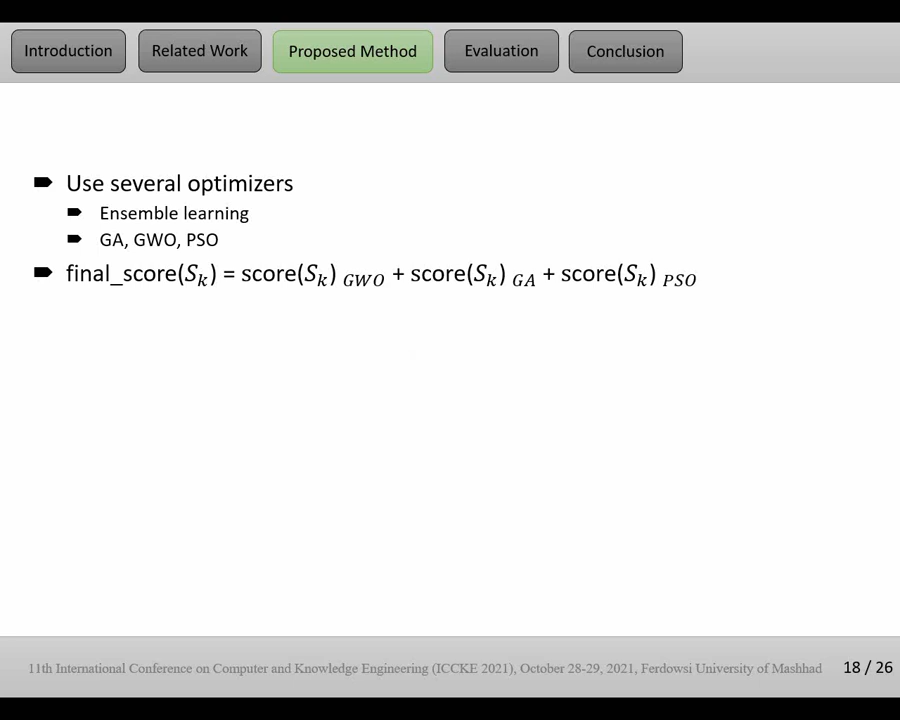 Introduction
Related Work
Proposed Method
Evaluation
Conclusion
Use several optimizers
Ensemble learning
GA, GWO, PSO
final_score(Sₖ) = score(Sₖ) GWO + score(Sₖ) GA + score(Sₖ) PSO
11th International Conference on Computer and Knowledge Engineering (ICCKE 2021), October 28-29, 2021, Ferdowsi University of Mashhad
18 / 26